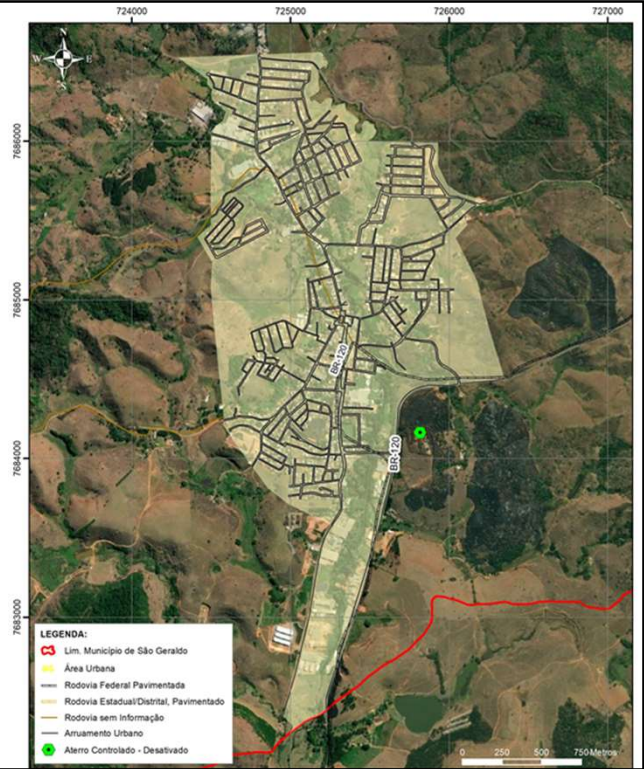 724000 725000 726000 727000
N
W E
S
7686000
7685000
BR-120
BR-120
7684000
7683000
LEGENDA:
Lim. Município de São Geraldo
Área Urbana
Rodovia Federal Pavimentada
Rodovia Estadual/Distrital, Pavimentado
Rodovia sem Informação
Arruamento Urbano
Aterro Controlado - Desativado
0 250 500 750 Metros